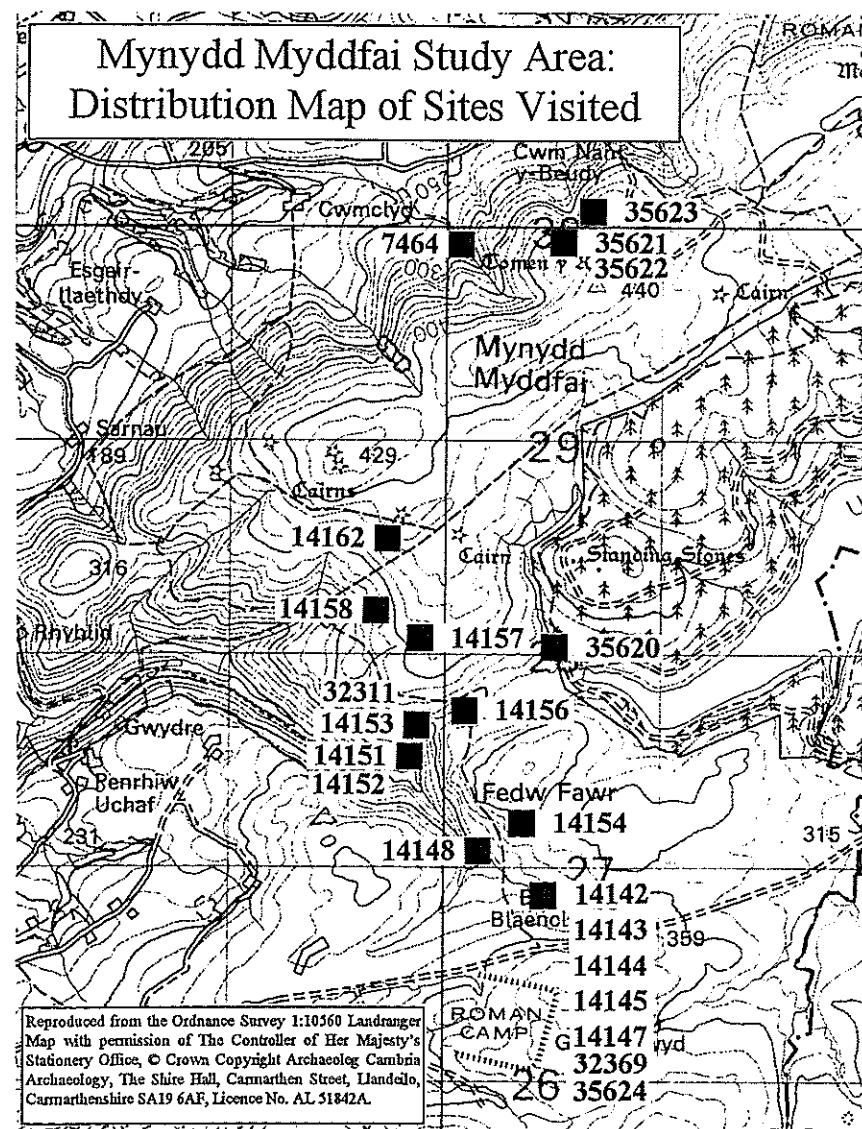 Mynydd Myddfai Study Area:
Distribution Map of Sites Visited
ROMAN
205
Cwm Nant
y-Beudy
350
Cwmclyd
35623
7464
35621
300
35622
Esgair-
llaethdy
440
Cairn
400
Mynydd
Myddfai
Sarnau
189
429
29
Cairns
14162
Cairn
Standing Stones
316
14158
Rhyblid
14157
35620
32311
14153
14156
Gwydre
14151
14152
Penrhiw
Uchaf
Fedw Fawr
14154
231
315
14148
27
14142
Blaencl
14143
359
14144
14145
ROMAN
CAMP
14147
32369
26
35624
Reproduced from the Ordnance Survey 1:10560 Landranger
Map with permission of The Controller of Her Majesty's
Stationery Office, © Crown Copyright Archaeoleg Cambria
Archaeology, The Shire Hall, Carmarthen Street, Llandeilo,
Carmarthenshire SA19 6AF, Licence No. AL 51842A.